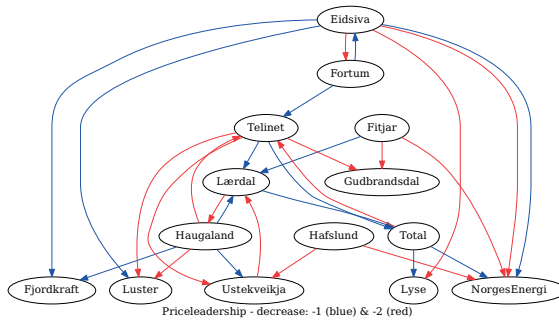 Eidsiva
Fortum
Telinet
Fitjar
Lærdal
Gudbrandsdal
Haugaland
Hafslund
Total
Fjordkraft
Luster
Ustekveikja
Lyse
NorgesEnergi
Priceleadership - decrease: -1 (blue) & -2 (red)